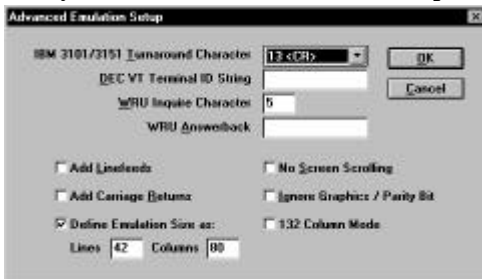 Advanced Emulation Setup
IBM 3101/3151 Turnaround Character 13 <CR> OK
DEC VT Terminal ID String Cancel
WRU Inquire Character 5
WRU Answerback
Add Linefeeds No Screen Scrolling
Add Carriage Returns Ignore Graphics / Parity Bit
Define Emulation Size as: 132 Column Mode
Lines 42 Columns 80